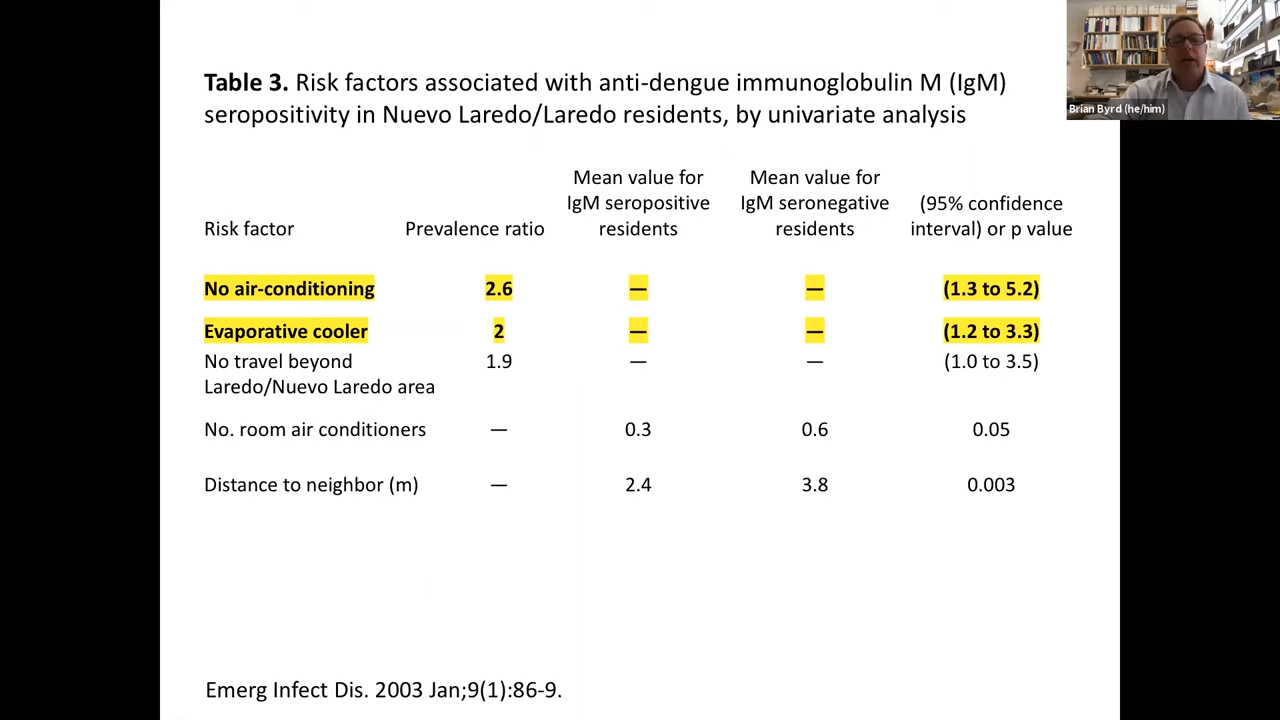 Table 3. Risk factors associated with anti-dengue immunoglobulin M (IgM)
seropositivity in Nuevo Laredo/Laredo residents, by univariate analysis
Brian Byrd (he/him)
Risk factor
Prevalence ratio
Mean value for
IgM seropositive
residents
Mean value for
IgM seronegative
residents
(95% confidence
interval) or p value
No air-conditioning 2.6 — — (1.3 to 5.2)
Evaporative cooler 2 — — (1.2 to 3.3)
No travel beyond 1.9 — — (1.0 to 3.5)
Laredo/Nuevo Laredo area
No. room air conditioners — 0.3 0.6 0.05
Distance to neighbor (m) — 2.4 3.8 0.003
Emerg Infect Dis. 2003 Jan;9(1):86-9.